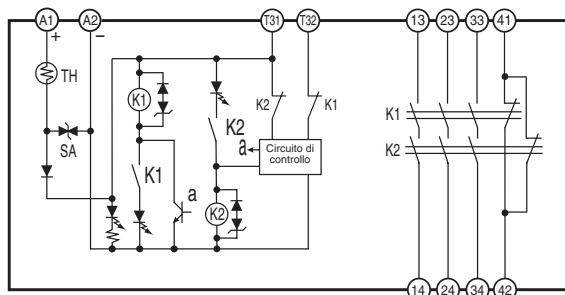 A1 A2 T31 T32 13 23 33 41
+ −
TH
SA
K1
K2
K2 K1
K1
a
Circuito di
controllo
K1
a
K2
K2
14 24 34 42